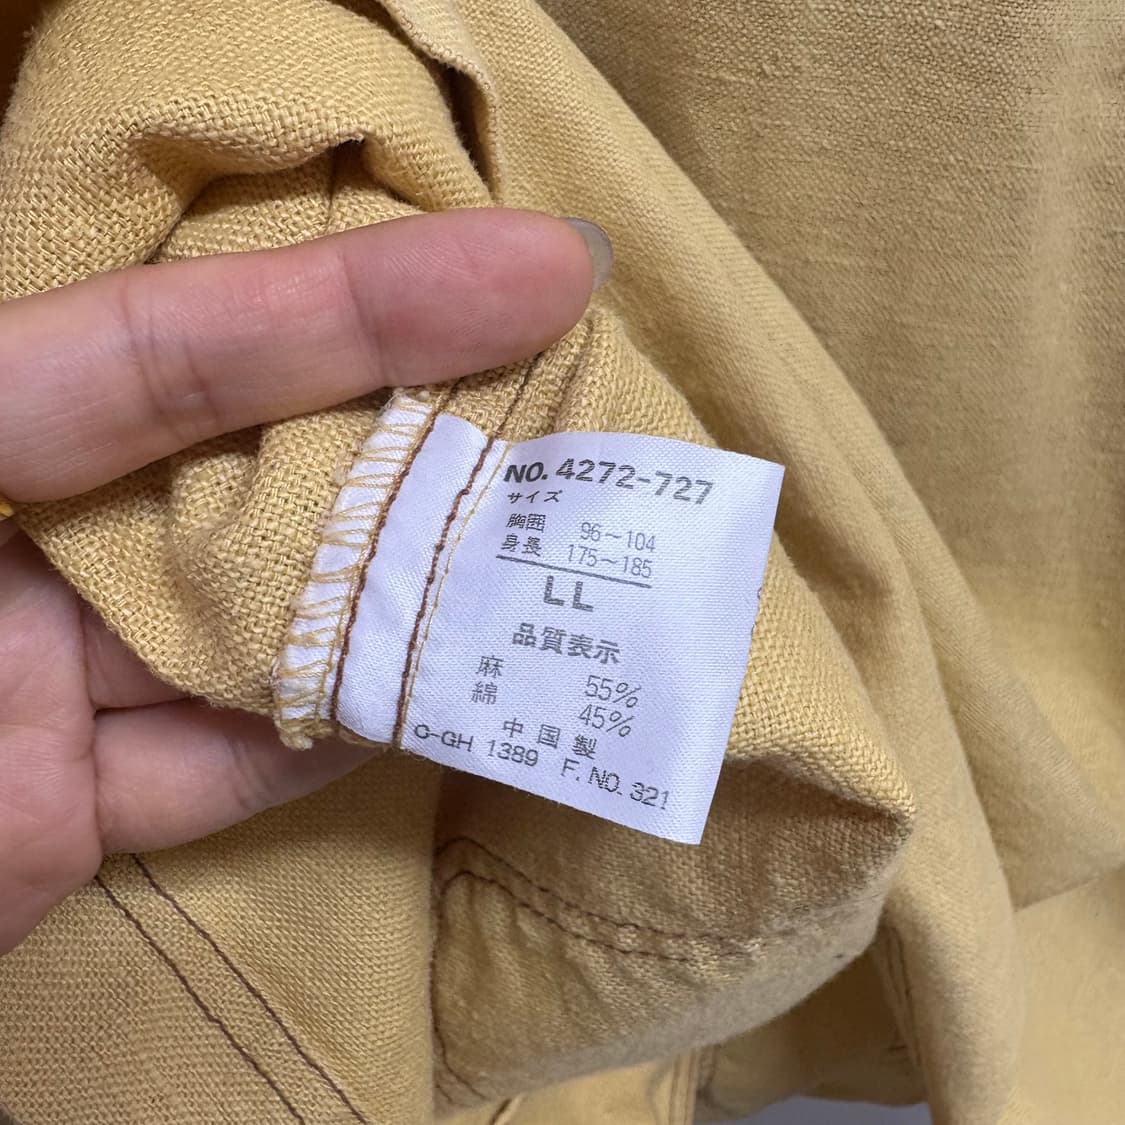 NO. 4272-727
サイズ
胸囲 96~104
身長 175~185
LL
品質表示
麻 55%
綿 45%
中国製
O-GH 1389 F.NO.321